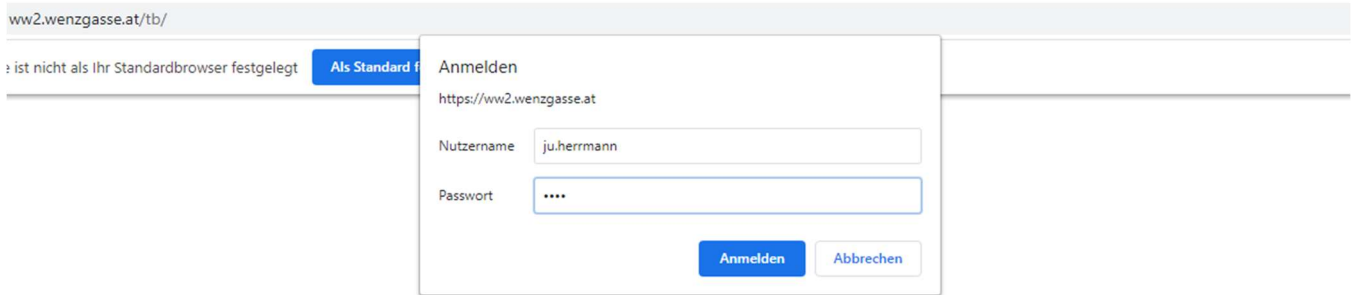 ww2.wenzgasse.at/tb/
ist nicht als Ihr Standardbrowser festgelegt
Als Standard f
Anmelden
https://ww2.wenzgasse.at
Nutzername ju.herrmann
Passwort ••••
Anmelden Abbrechen